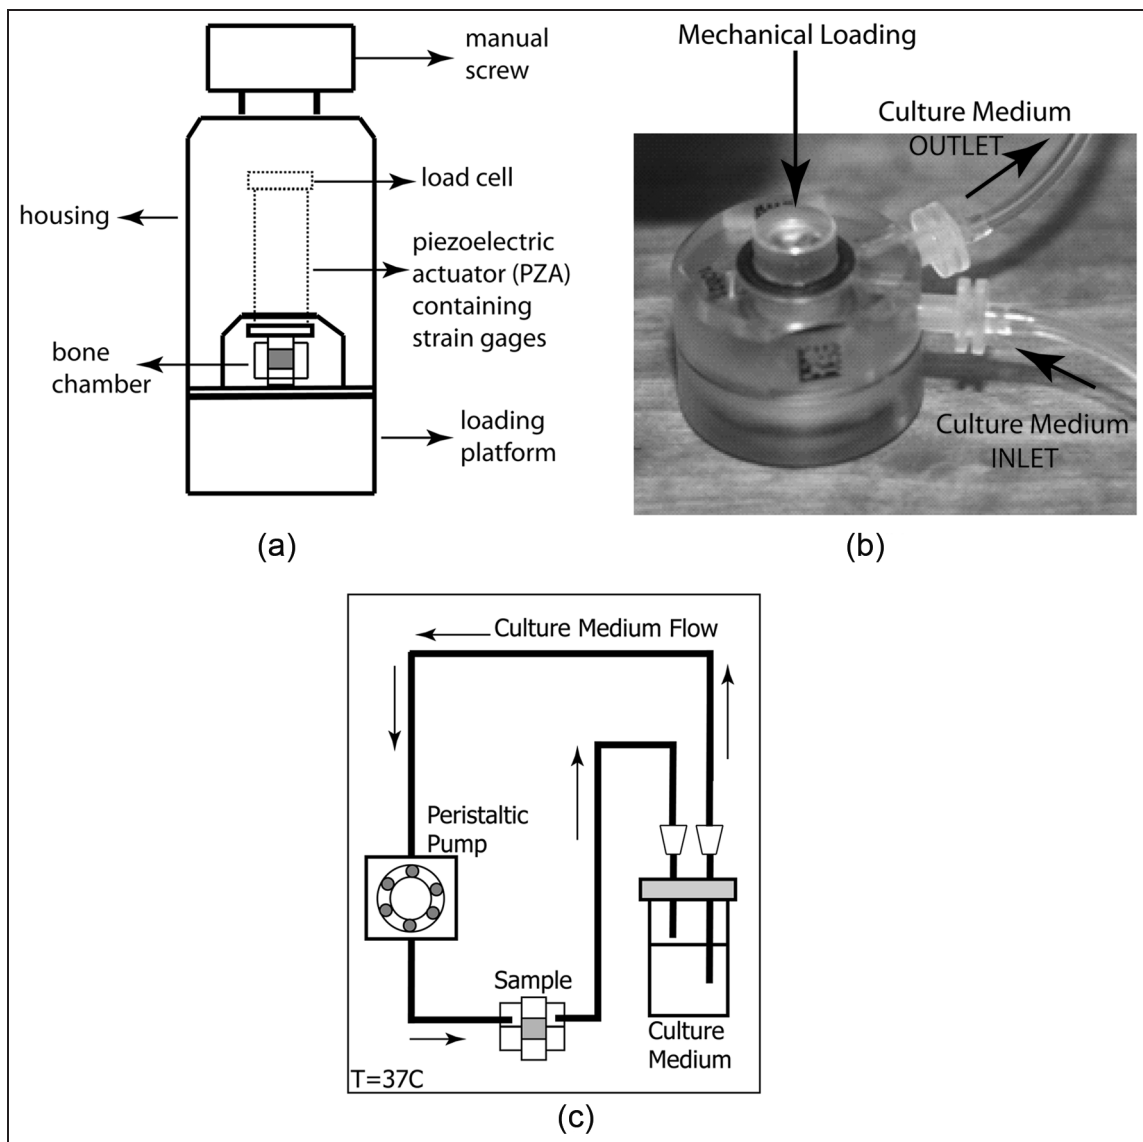 manual
screw
load cell
housing
piezoelectric
actuator (PZA)
containing
strain gages
bone
chamber
loading
platform
(a)
Mechanical Loading
Culture Medium
OUTLET
Culture Medium
INLET
(b)
Culture Medium Flow
Peristaltic
Pump
Sample
Culture
Medium
T=37C
(c)